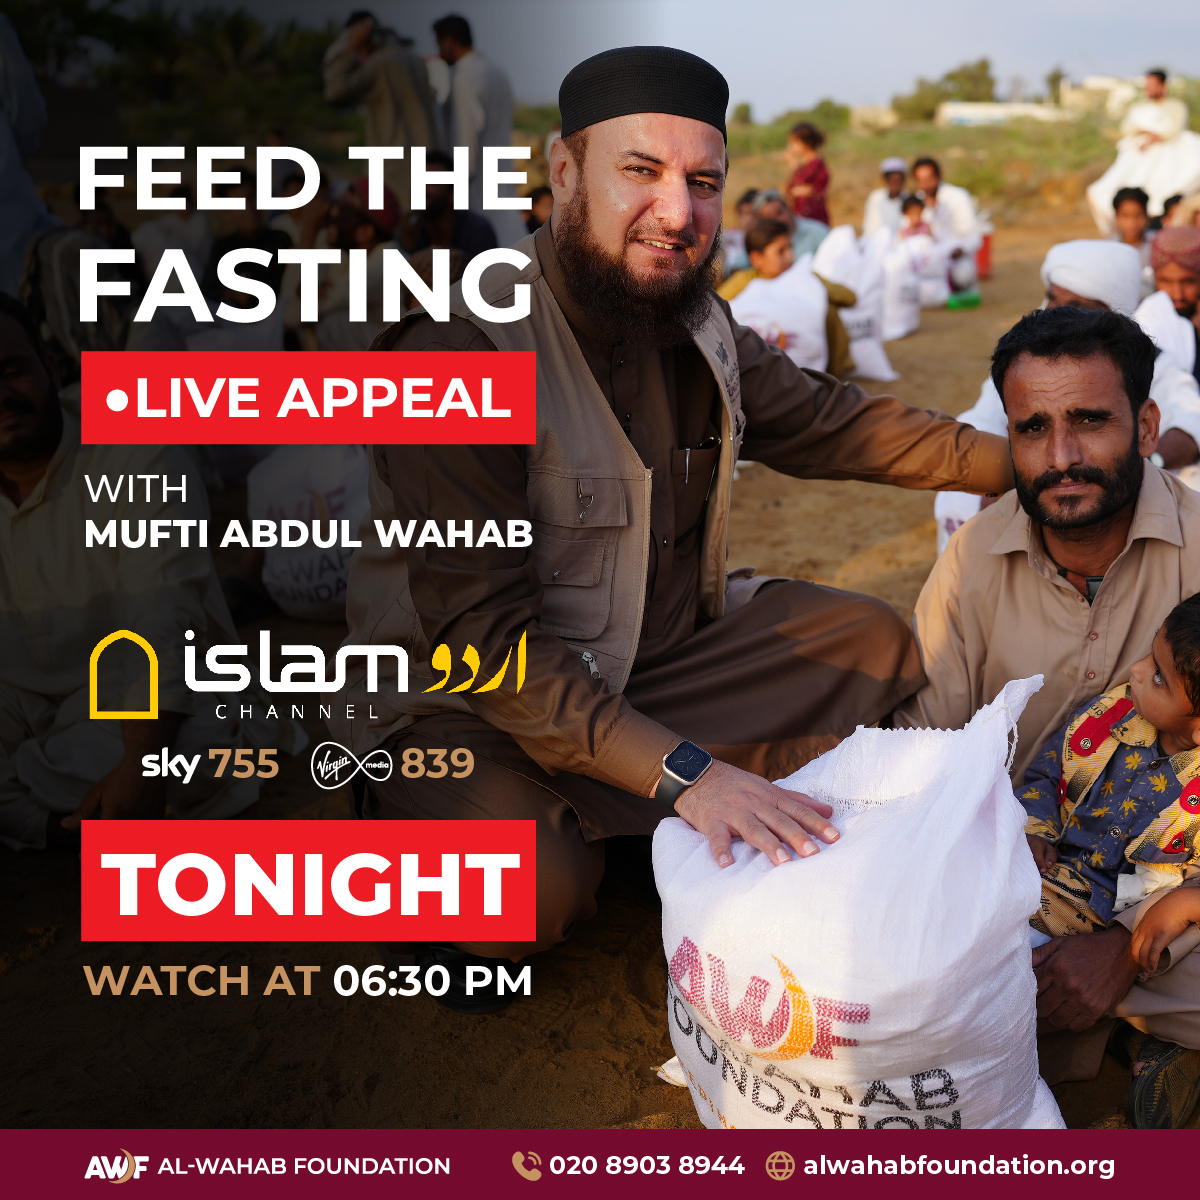 FEED THE
FASTING
•LIVE APPEAL
WITH
MUFTI ABDUL WAHAB
islam اردو
CHANNEL
sky 755 Virgin media 839
TONIGHT
WATCH AT 06:30 PM
AWF
WAHAB
FOUNDATION
AWF AL-WAHAB FOUNDATION 020 8903 8944 alwahabfoundation.org